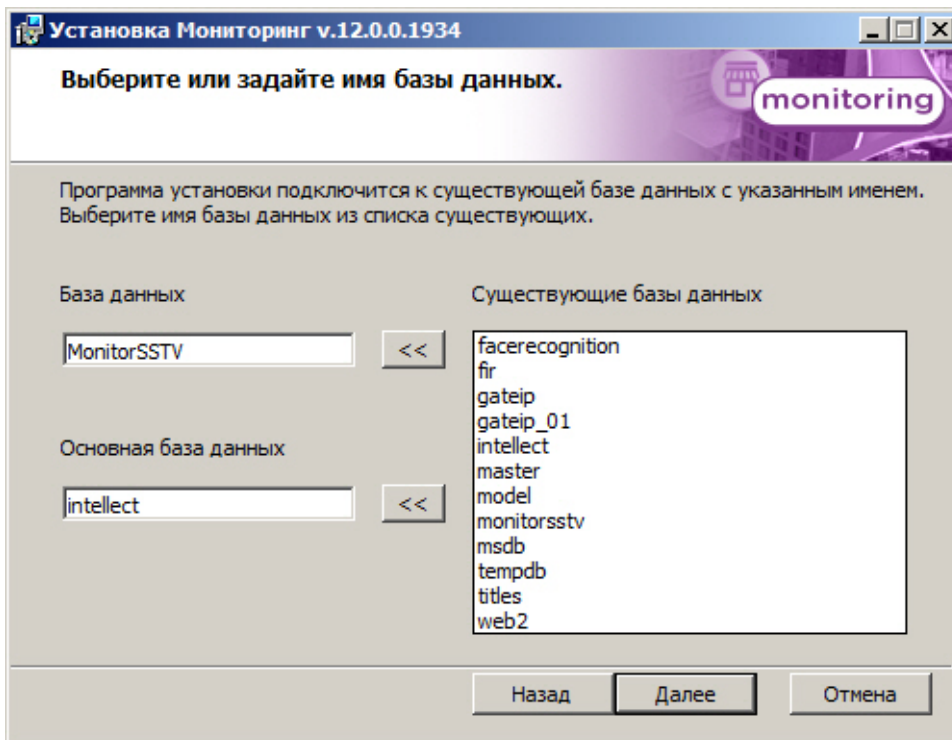 Установка Мониторинг v.12.0.0.1934
Выберите или задайте имя базы данных.
monitoring
Программа установки подключится к существующей базе данных с указанным именем.
Выберите имя базы данных из списка существующих.
База данных
MonitorSSTV
<<
Основная база данных
intellect
<<
Существующие базы данных
facerecognition
fir
gateip
gateip_01
intellect
master
model
monitorsstv
msdb
tempdb
titles
web2
Назад
Далее
Отмена